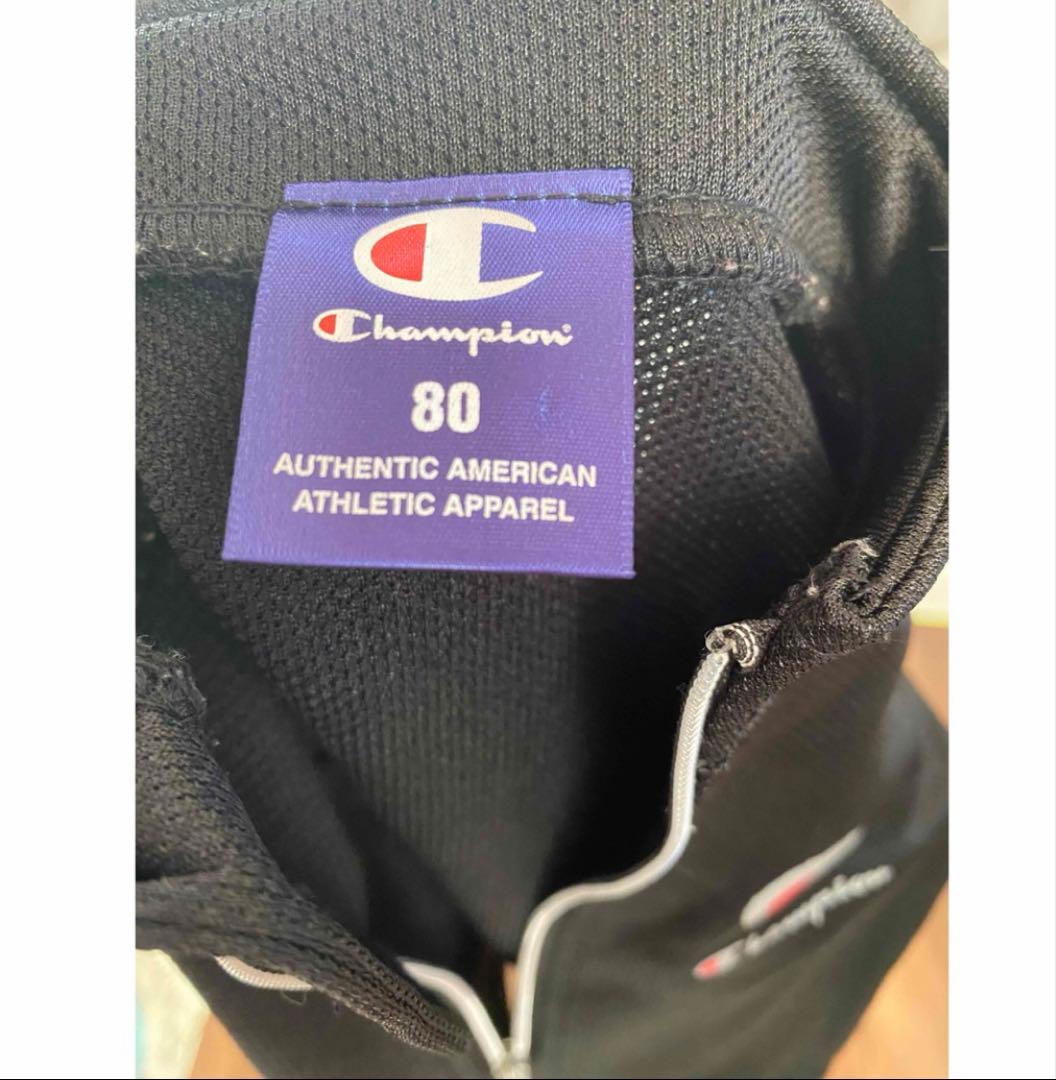 Champion
80
AUTHENTIC AMERICAN
ATHLETIC APPAREL
Champion